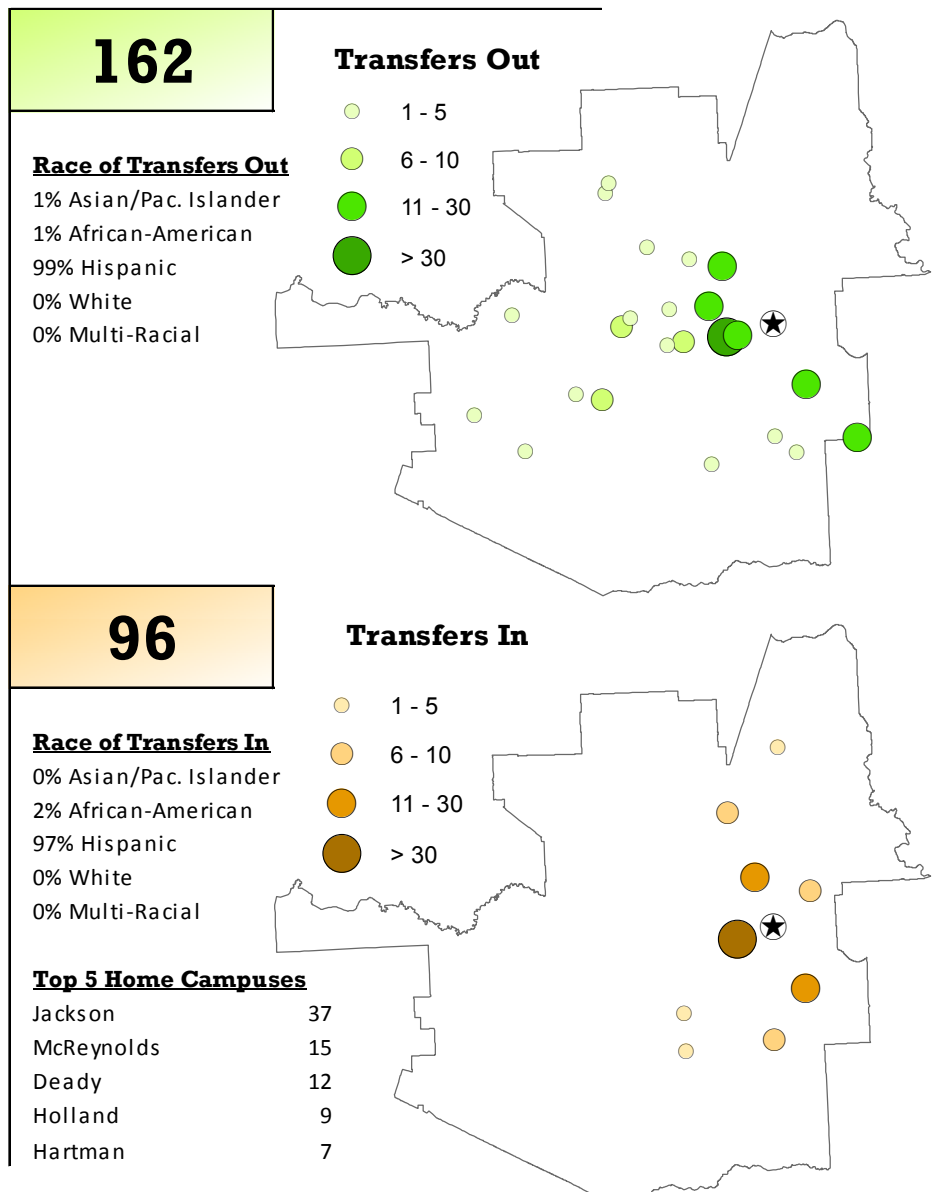 162
Transfers Out
1 - 5
6 - 10
11 - 30
> 30
Race of Transfers Out
1% Asian/Pac. Islander
1% African-American
99% Hispanic
0% White
0% Multi-Racial
96
Transfers In
1 - 5
6 - 10
11 - 30
> 30
Race of Transfers In
0% Asian/Pac. Islander
2% African-American
97% Hispanic
0% White
0% Multi-Racial
Top 5 Home Campuses
Jackson 37
McReynolds 15
Deady 12
Holland 9
Hartman 7